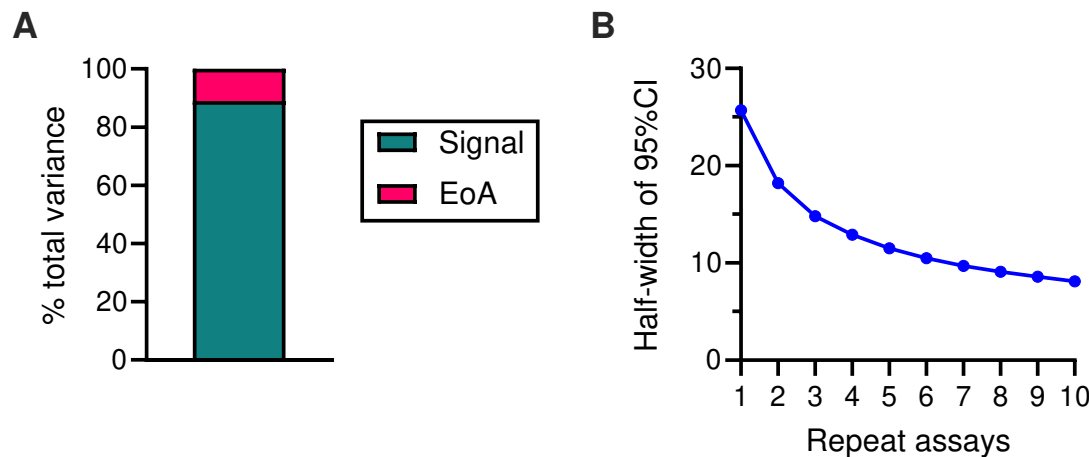 A
% total variance
100
80
60
40
20
0
Signal
EoA
B
Half-width of 95%CI
30
20
10
0
1 2 3 4 5 6 7 8 9 10
Repeat assays